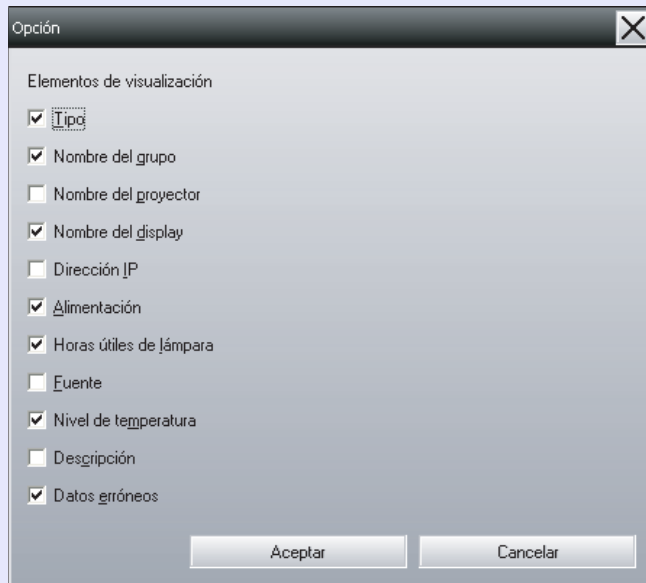 Opción
Elementos de visualización
Tipo
Nombre del grupo
Nombre del proyector
Nombre del display
Dirección IP
Alimentación
Horas útiles de lámpara
Fuente
Nivel de temperatura
Descripción
Datos erróneos
Aceptar
Cancelar